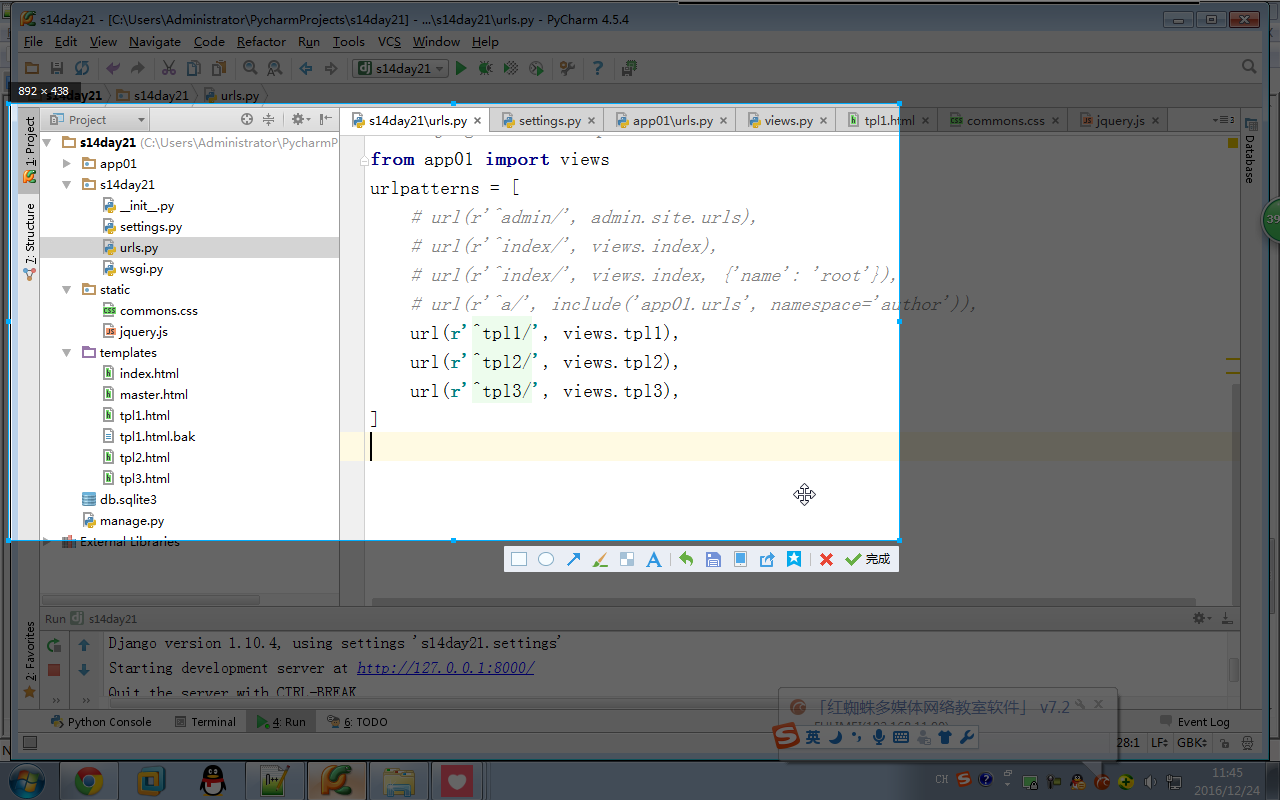 s14day21 - [C:\Users\Administrator\PycharmProjects\s14day21] - ...\s14day21\urls.py - PyCharm 4.5.4
File Edit View Navigate Code Refactor Run Tools VCS Window Help
s14day21
892 × 438
day21 s14day21 urls.py
Project
s14day21\urls.py settings.py app01\urls.py views.py tpl1.html commons.css jquery.js
1: Project
7: Structure
2: Favorites
Database
s14day21 (C:\Users\Administrator\PycharmP
app01
s14day21
__init__.py
settings.py
urls.py
wsgi.py
static
commons.css
jquery.js
templates
index.html
master.html
tpl1.html
tpl1.html.bak
tpl2.html
tpl3.html
db.sqlite3
manage.py
External Libraries
from app01 import views
urlpatterns = [
# url(r'^admin/', admin.site.urls),
# url(r'^index/', views.index),
# url(r'^index/', views.index, {'name': 'root'}),
# url(r'^a/', include('app01.urls', namespace='author')),
url(r'^tpl1/', views.tpl1),
url(r'^tpl2/', views.tpl2),
url(r'^tpl3/', views.tpl3),
]
39
完成
Run s14day21
Django version 1.10.4, using settings 's14day21.settings'
Starting development server at http://127.0.0.1:8000/
Quit the server with CTRL-BREAK
「红蜘蛛多媒体网络教室软件」 v7.2
英
Python Console Terminal 4: Run 6: TODO Event Log
28:1 LF GBK
CH
11:45
2016/12/24